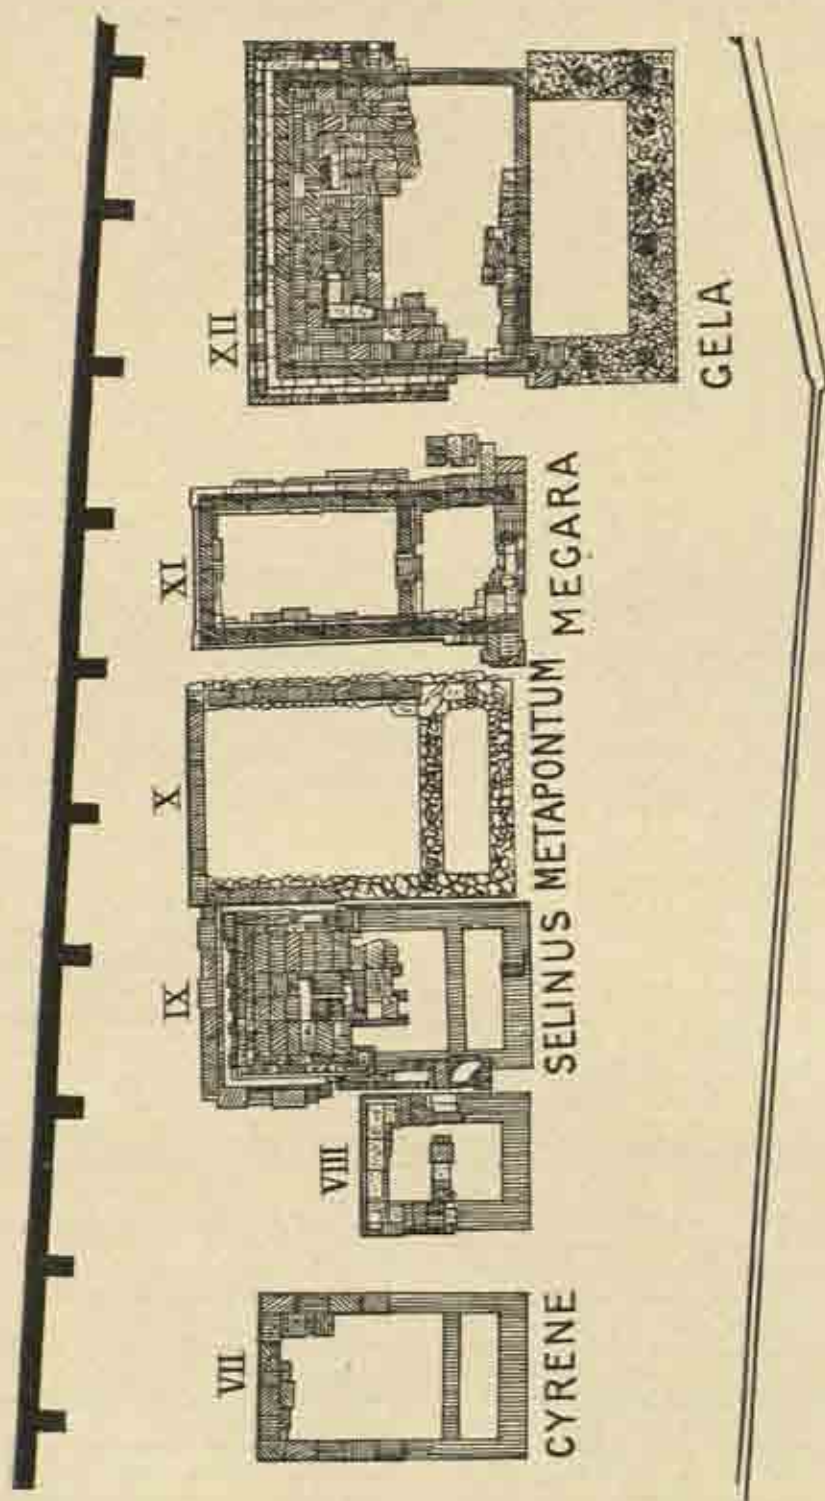 VII
VIII
IX
X
XI
XII
CYRENE
SELINUS
METAPONTUM
MEGARA
GELA